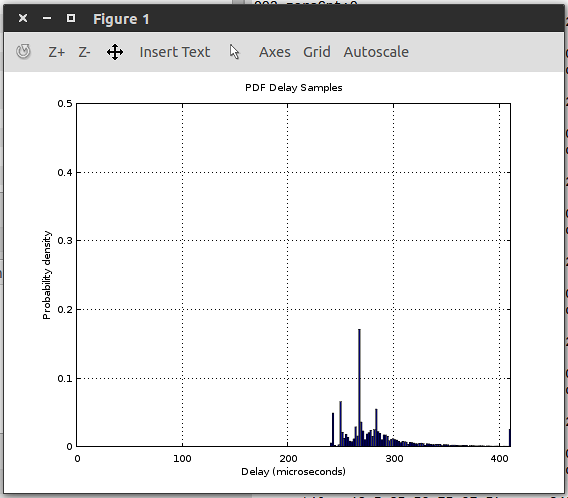 Figure 1
Z+ Z- Insert Text Axes Grid Autoscale
PDF Delay Samples
0.5
0.4
0.3
0.2
0.1
0
Probability density
0 100 200 300 400
Delay (microseconds)